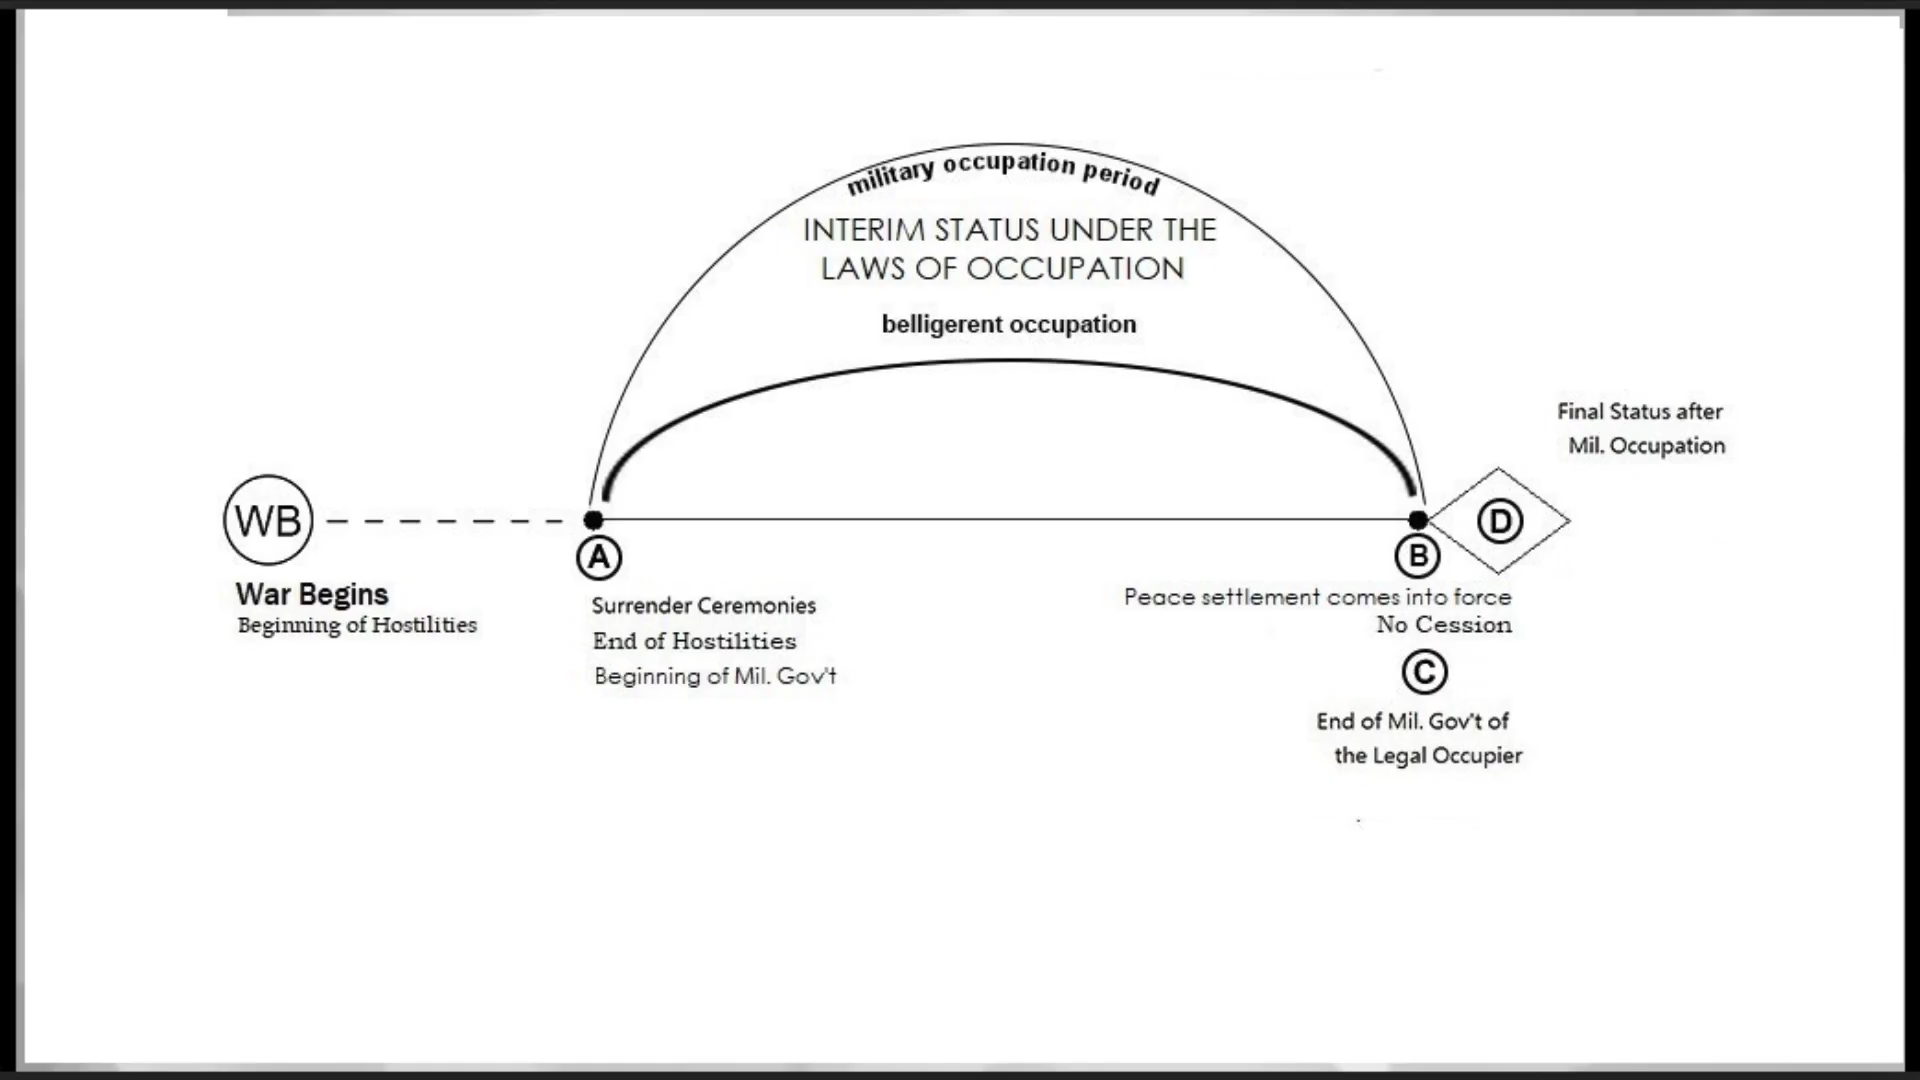 military occupation period
INTERIM STATUS UNDER THE
LAWS OF OCCUPATION
belligerent occupation
Final Status after
Mil. Occupation
WB
War Begins
Beginning of Hostilities
A
Surrender Ceremonies
End of Hostilities
Beginning of Mil. Gov't
B
D
Peace settlement comes into force
No Cession
C
End of Mil. Gov't of
the Legal Occupier